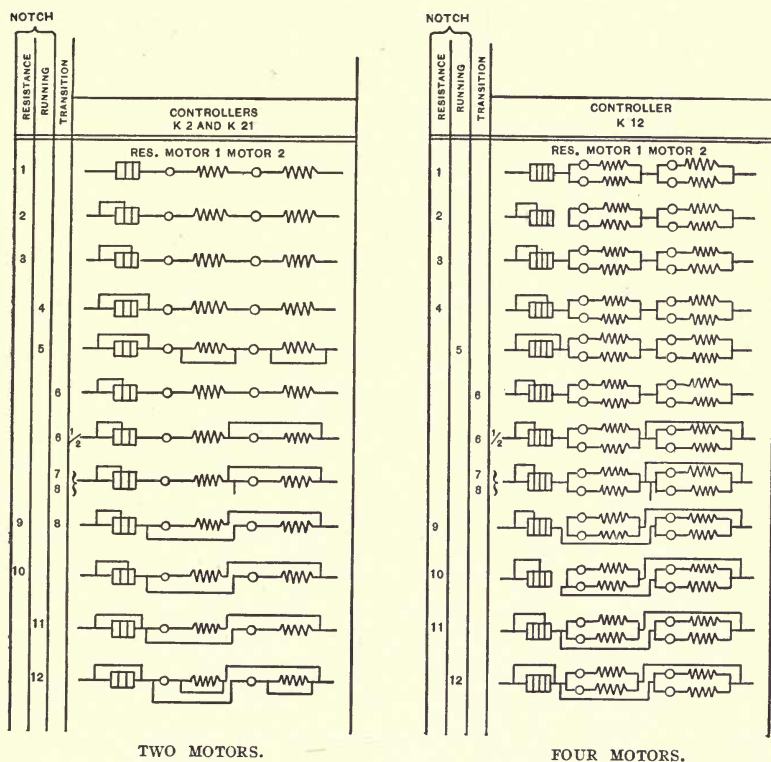 NOTCH
RESISTANCE
RUNNING
TRANSITION
CONTROLLERS
K 2 AND K 21
RES. MOTOR 1 MOTOR 2
1
2
3
4
5
6
6 1/2
7
8
9 8
10
11
12
TWO MOTORS.
NOTCH
RESISTANCE
RUNNING
TRANSITION
CONTROLLER
K 12
RES. MOTOR 1 MOTOR 2
1
2
3
4
5
6
6 1/2
7
8
9
10
11
12
FOUR MOTORS.